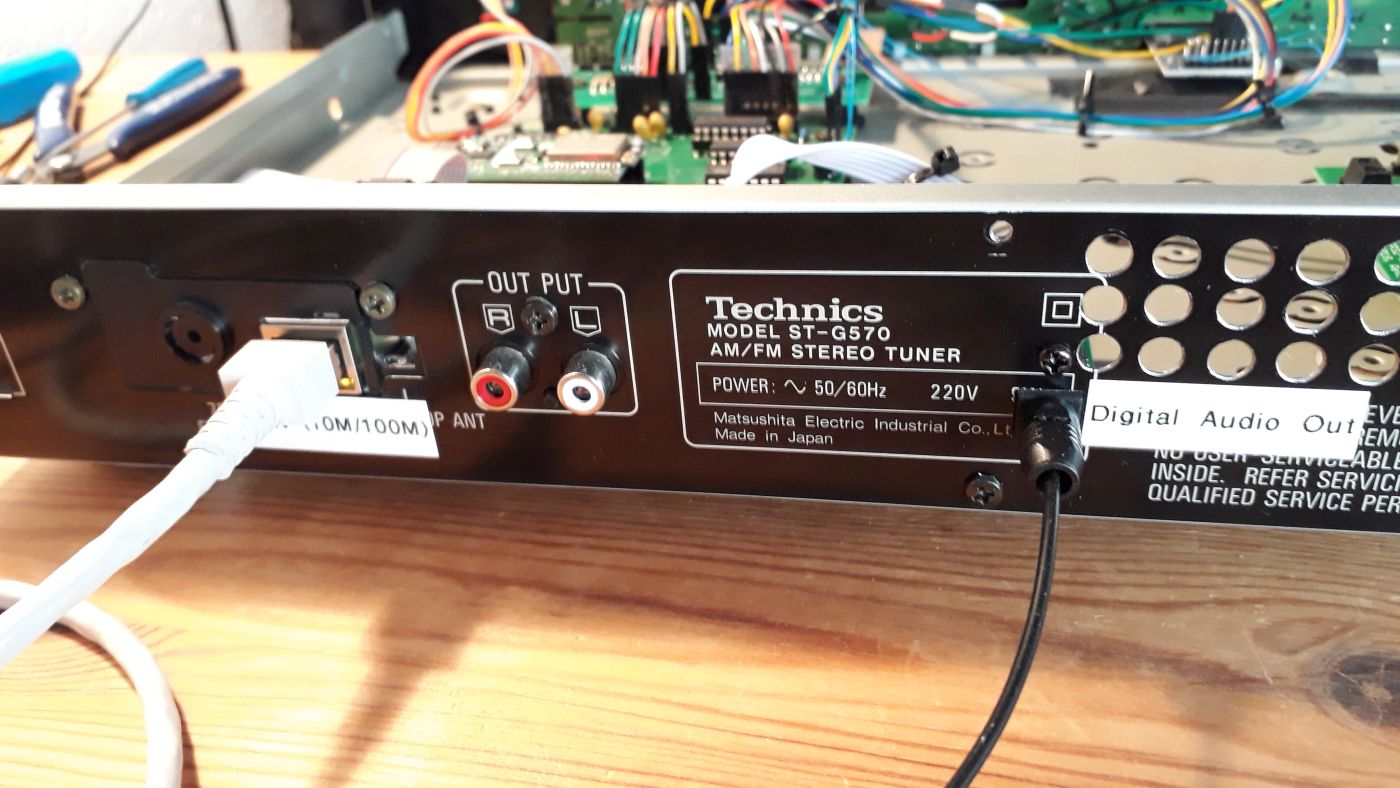 OUT PUT
R L
(10M/100M)
OP ANT
Technics
MODEL ST-G570
AM/FM STEREO TUNER
POWER: ∿ 50/60Hz 220V
Matsushita Electric Industrial Co., Lt
Made in Japan
Digital Audio Out
NO USER SERVICEABLE
INSIDE. REFER SERVICI
QUALIFIED SERVICE PER